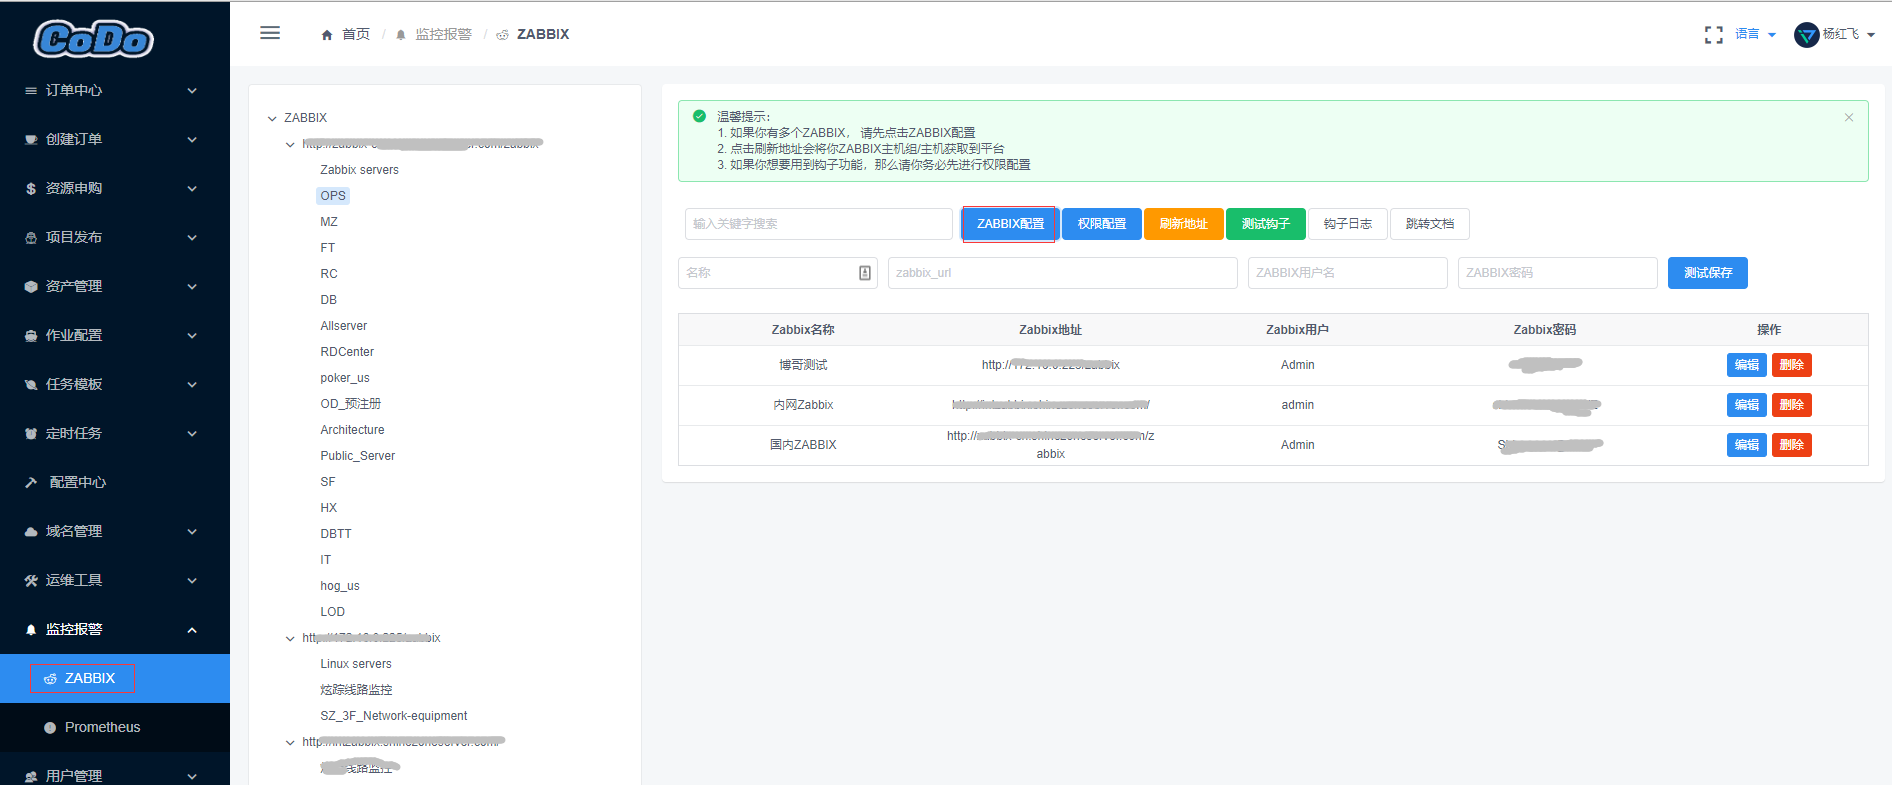 CoDo
订单中心
创建订单
资源申购
项目发布
资产管理
作业配置
任务模板
定时任务
配置中心
域名管理
运维工具
监控报警
ZABBIX
Prometheus
用户管理
首页 / 监控报警 / ZABBIX
语言
杨红飞
ZABBIX
Zabbix servers
OPS
MZ
FT
RC
DB
Allserver
RDCenter
poker_us
OD_预注册
Architecture
Public_Server
SF
HX
DBTT
IT
hog_us
LOD
Linux servers
炫踪线路监控
SZ_3F_Network-equipment
线路监控
温馨提示：
1. 如果你有多个ZABBIX， 请先点击ZABBIX配置
2. 点击刷新地址会将你ZABBIX主机组/主机获取到平台
3. 如果你想要用到钩子功能，那么请你务必先进行权限配置
输入关键字搜索
ZABBIX配置 权限配置 刷新地址 测试钩子 钩子日志 跳转文档
名称 zabbix_url ZABBIX用户名 ZABBIX密码 测试保存
Zabbix名称 Zabbix地址 Zabbix用户 Zabbix密码 操作
博哥测试 http:// Admin 编辑 删除
内网Zabbix admin 编辑 删除
国内ZABBIX http:// /z
abbix Admin 编辑 删除